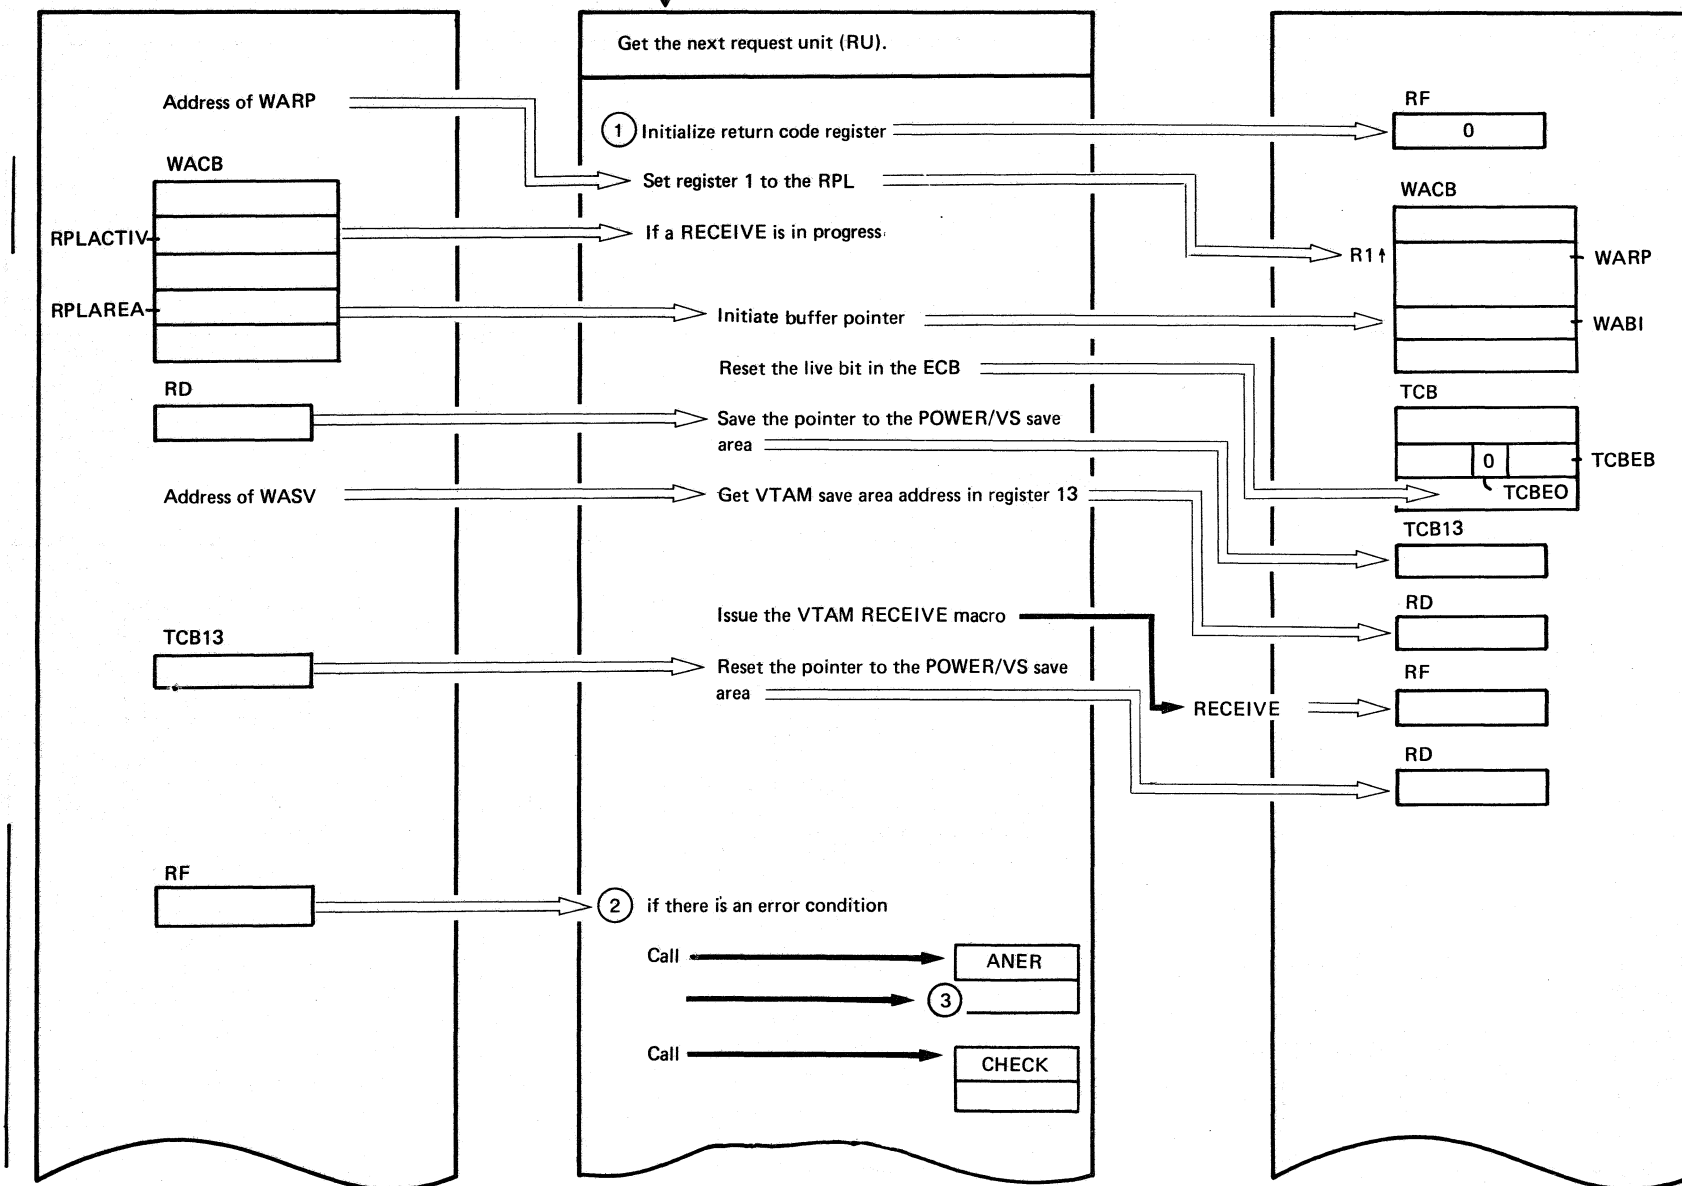 Get the next request unit (RU).
Address of WARP
1 Initialize return code register
RF
0
WACB
Set register 1 to the RPL
WACB
RPLACTIV
If a RECEIVE is in progress
R1↑
WARP
RPLAREA
Initiate buffer pointer
WABI
Reset the live bit in the ECB
RD
TCB
Save the pointer to the POWER/VS save
area
0
TCBEB
Address of WASV
Get VTAM save area address in register 13
TCBEO
TCB13
Issue the VTAM RECEIVE macro
RD
TCB13
Reset the pointer to the POWER/VS save
area
RF
RECEIVE
RD
RF
2 if there is an error condition
Call
ANER
3
Call
CHECK